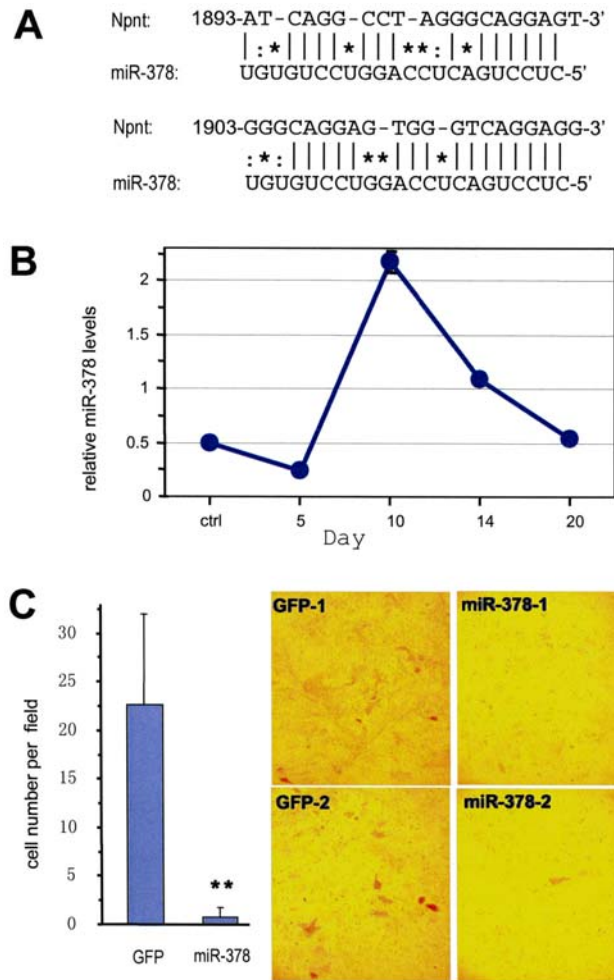 A
Npnt: 1893-AT-CAGG-CCT-AGGGCAGGAGT-3'
|:*||||*|||**:|*|||||
miR-378: UGUGUCCUGGACCUCAGUCCUC-5'
Npnt: 1903-GGGCAGGAG-TGG-GTCAGGAGG-3'
:*:|||||**|||*||||||||
miR-378: UGUGUCCUGGACCUCAGUCCUC-5'
B
relative miR-378 levels
2
1.5
1
0.5
0
ctrl 5 10 14 20
Day
C
cell number per field
30
25
20
15
10
5
0
**
GFP miR-378
GFP-1 miR-378-1
GFP-2 miR-378-2